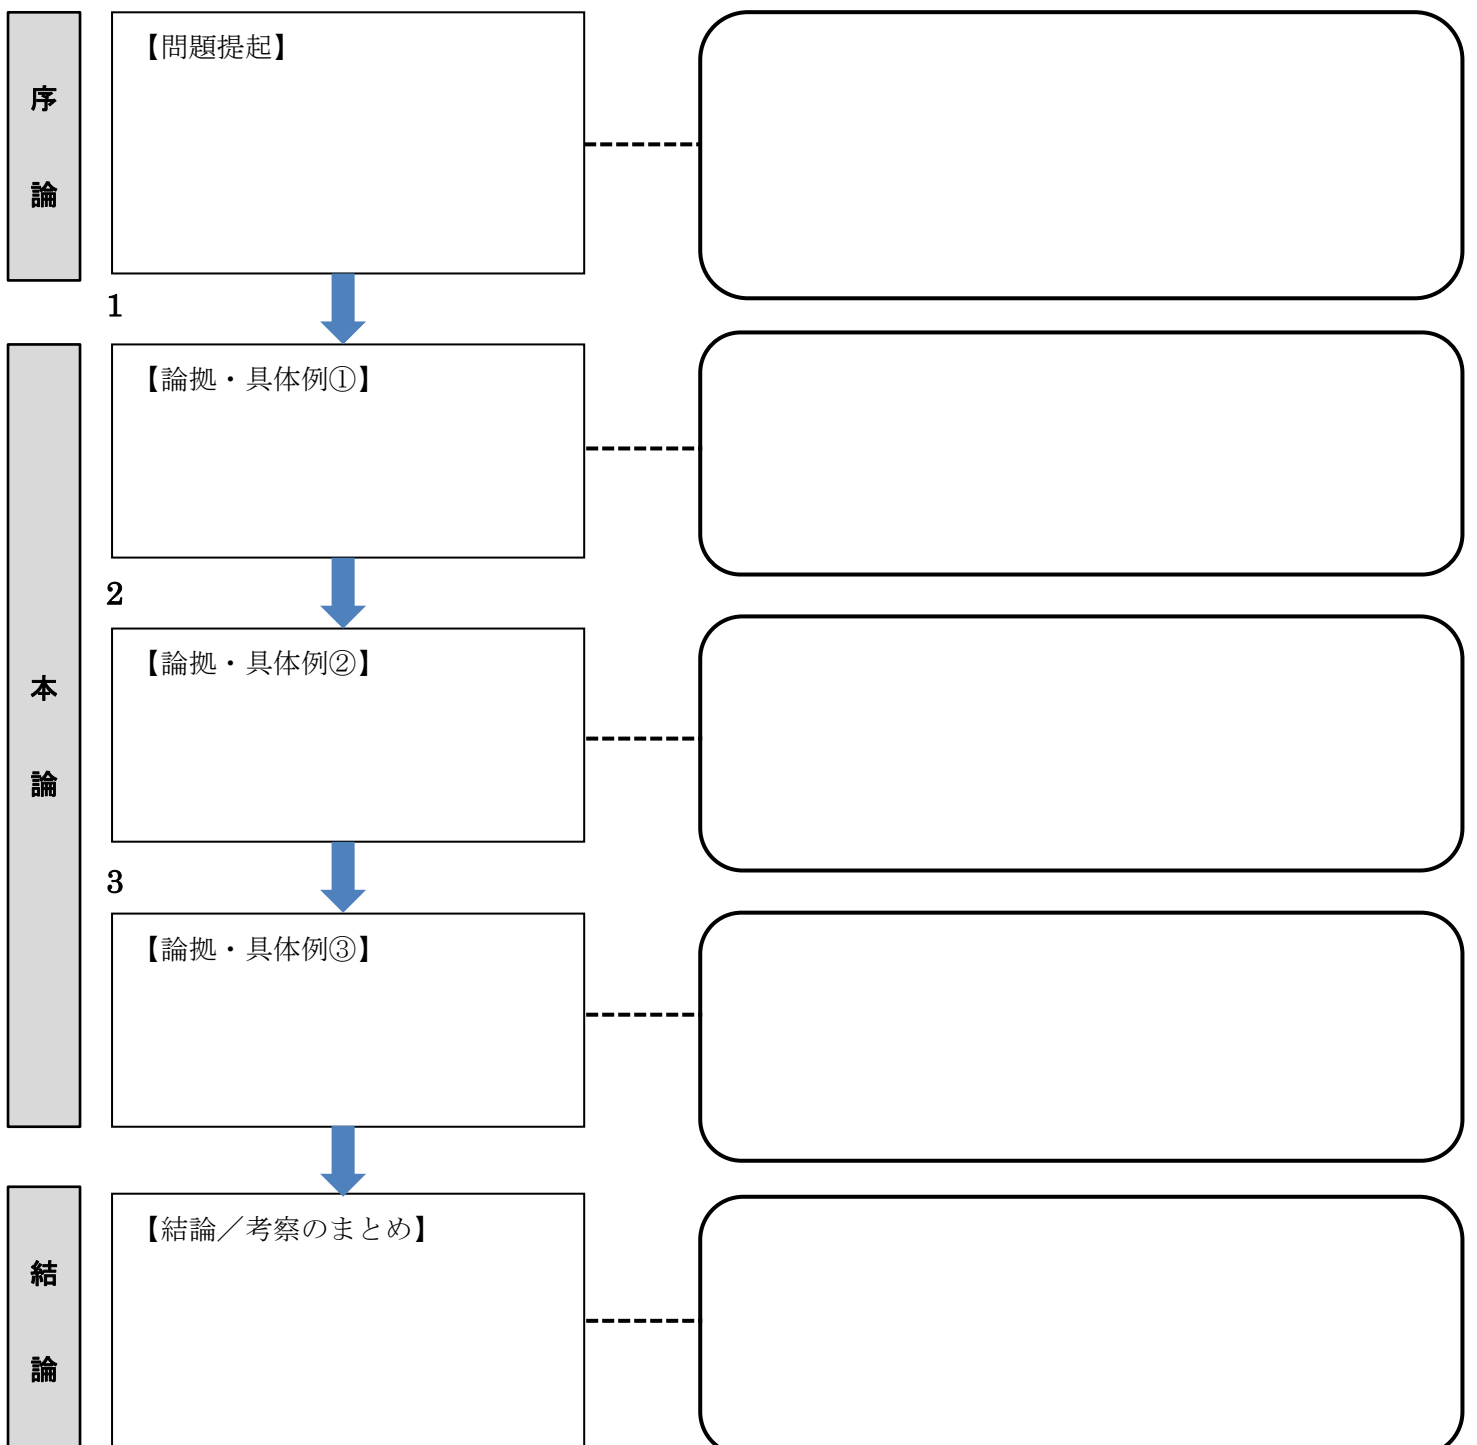 序論
【問題提起】
1
本論
【論拠・具体例①】
2
【論拠・具体例②】
3
【論拠・具体例③】
結論
【結論／考察のまとめ】